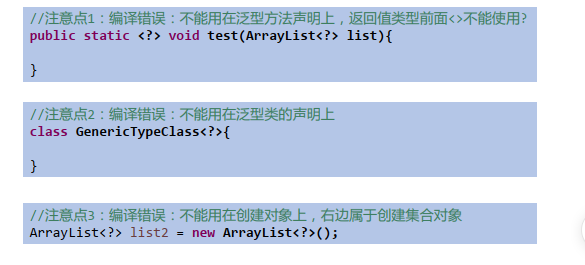 //注意点1：编译错误：不能用在泛型方法声明上，返回值类型前面<>不能使用?
public static <?> void test(ArrayList<?> list){
}
//注意点2：编译错误：不能用在泛型类的声明上
class GenericTypeClass<?>{
}
//注意点3：编译错误：不能用在创建对象上，右边属于创建集合对象
ArrayList<?> list2 = new ArrayList<?>();